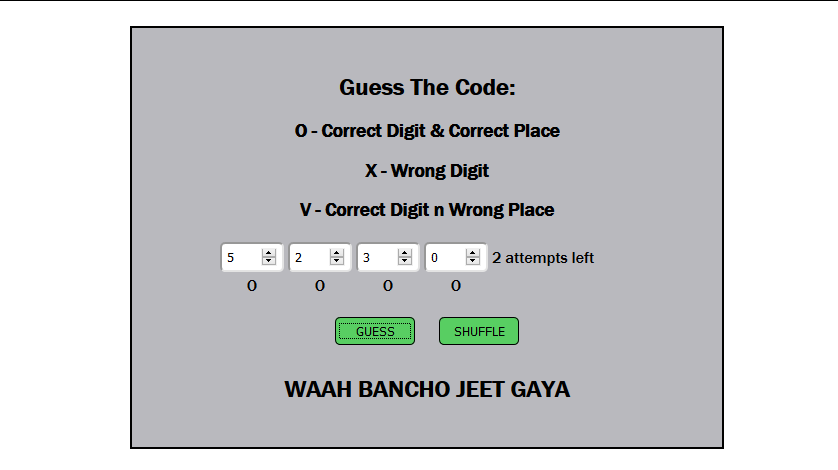 Guess The Code:
O - Correct Digit & Correct Place
X - Wrong Digit
V - Correct Digit n Wrong Place
5 2 3 0 2 attempts left
O O O O
GUESS SHUFFLE
WAAH BANCHO JEET GAYA